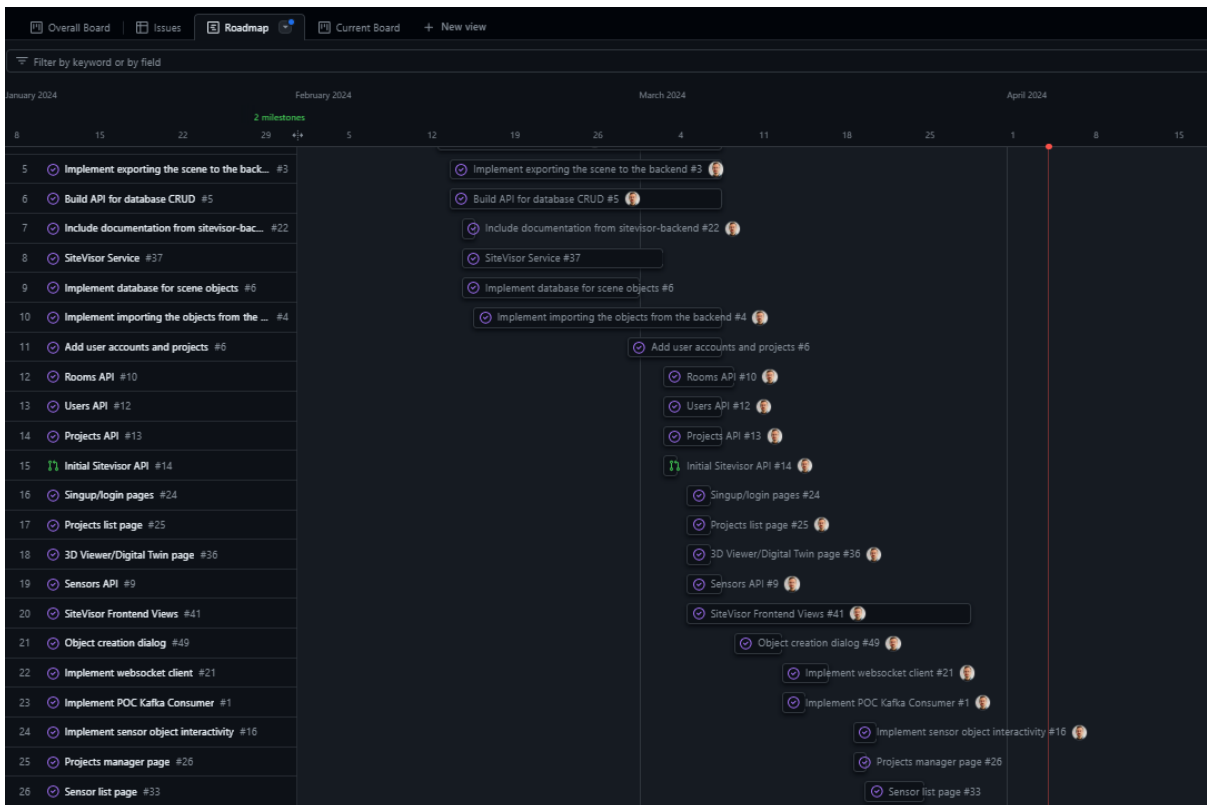 Overall Board Issues Roadmap Current Board + New view
Filter by keyword or by field
January 2024 February 2024 March 2024 April 2024
2 milestones
8 15 22 29 5 12 19 26 4 11 18 25 1 8 15
5 Implement exporting the scene to the back... #3 Implement exporting the scene to the backend #3
6 Build API for database CRUD #5 Build API for database CRUD #5
7 Include documentation from sitevisor-bac... #22 Include documentation from sitevisor-backend #22
8 SiteVisor Service #37 SiteVisor Service #37
9 Implement database for scene objects #6 Implement database for scene objects #6
10 Implement importing the objects from the ... #4 Implement importing the objects from the backend #4
11 Add user accounts and projects #6 Add user accounts and projects #6
12 Rooms API #10 Rooms API #10
13 Users API #12 Users API #12
14 Projects API #13 Projects API #13
15 Initial Sitevisor API #14 Initial Sitevisor API #14
16 Singup/login pages #24 Singup/login pages #24
17 Projects list page #25 Projects list page #25
18 3D Viewer/Digital Twin page #36 3D Viewer/Digital Twin page #36
19 Sensors API #9 Sensors API #9
20 SiteVisor Frontend Views #41 SiteVisor Frontend Views #41
21 Object creation dialog #49 Object creation dialog #49
22 Implement websocket client #21 Implement websocket client #21
23 Implement POC Kafka Consumer #1 Implement POC Kafka Consumer #1
24 Implement sensor object interactivity #16 Implement sensor object interactivity #16
25 Projects manager page #26 Projects manager page #26
26 Sensor list page #33 Sensor list page #33